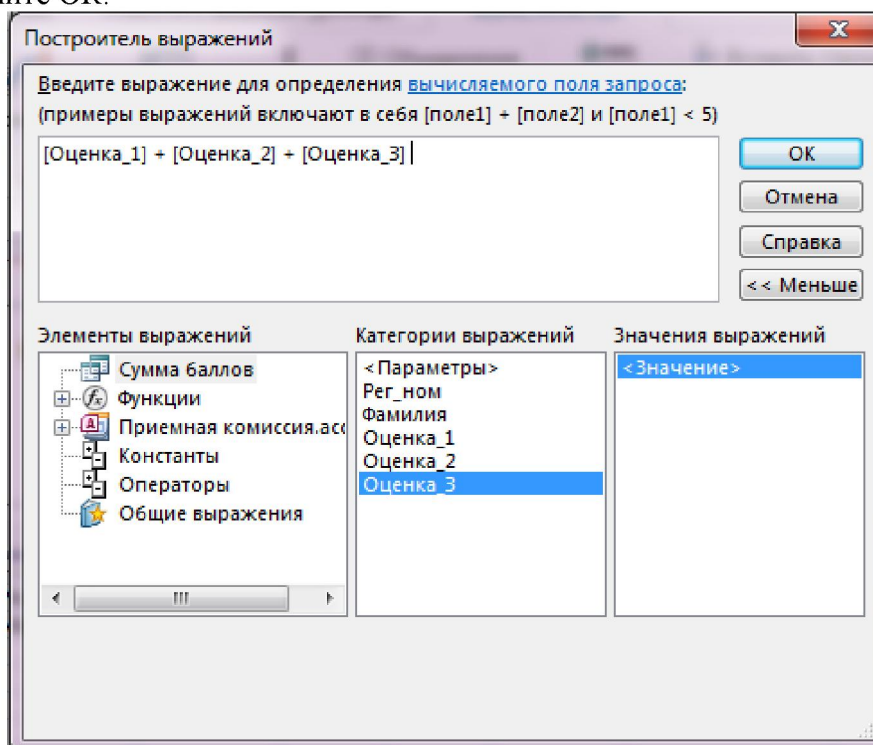 ОК.
Построитель выражений
Введите выражение для определения вычисляемого поля запроса:
(примеры выражений включают в себя [поле1] + [поле2] и [поле1] < 5)
[Оценка_1] + [Оценка_2] + [Оценка_3]
ОК
Отмена
Справка
<< Меньше
Элементы выражений
Категории выражений
Значения выражений
Сумма баллов
Функции
Приемная комиссия.acc
Константы
Операторы
Общие выражения
<Параметры>
Рег_ном
Фамилия
Оценка_1
Оценка_2
Оценка_3
<Значение>